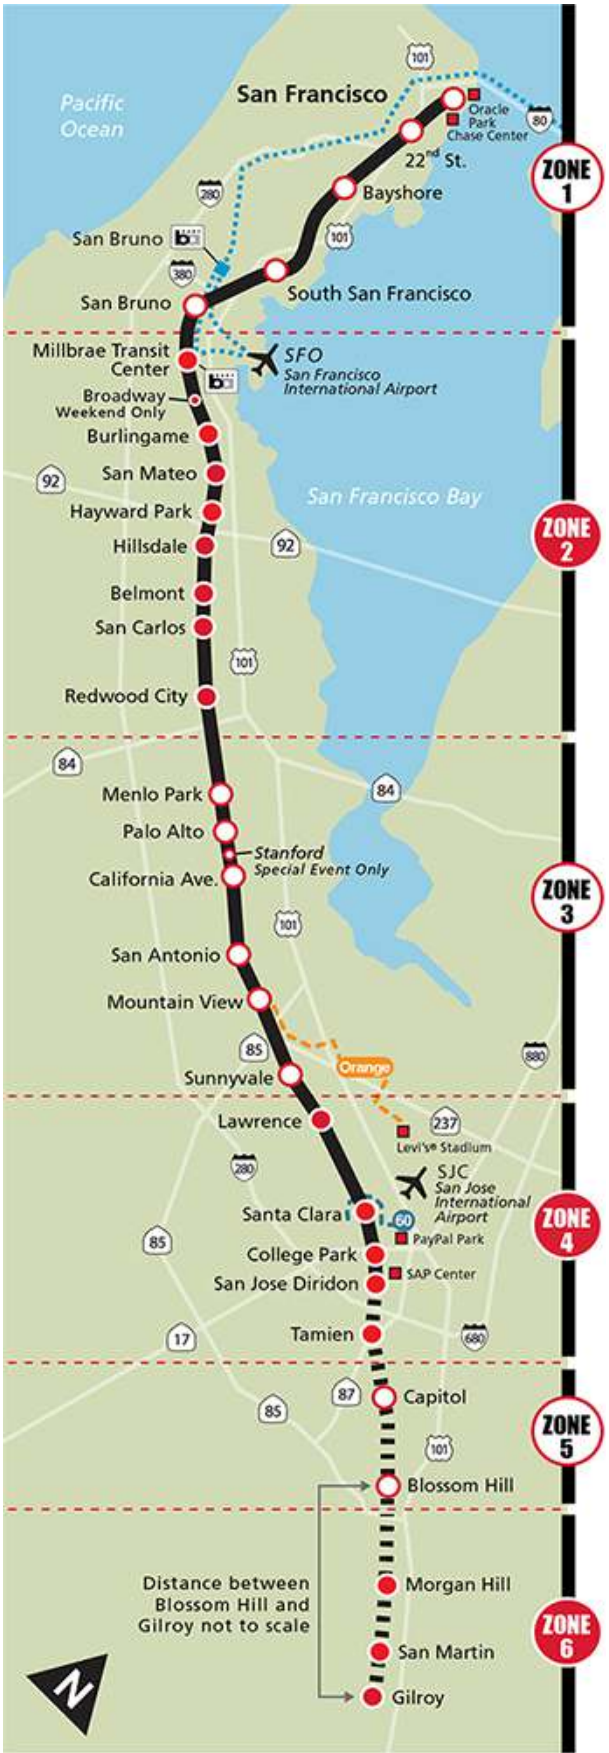 101
Pacific
Ocean
San Francisco
Oracle
Park
Chase Center
80
22nd St.
ZONE
1
280
Bayshore
101
San Bruno
ba
380
South San Francisco
San Bruno
Millbrae Transit
Center
ba
SFO
San Francisco
International Airport
Broadway
Weekend Only
Burlingame
San Mateo
92
San Francisco Bay
Hayward Park
ZONE
2
Hillsdale
92
Belmont
San Carlos
101
Redwood City
84
Menlo Park
84
Palo Alto
Stanford
Special Event Only
California Ave.
ZONE
3
101
San Antonio
Mountain View
85
880
Orange
Sunnyvale
Lawrence
237
Levi's® Stadium
280
SJC
San Jose
International
Airport
Santa Clara
60
ZONE
4
PayPal Park
85
College Park
SAP Center
San Jose Diridon
Tamien
17
680
87
Capitol
85
ZONE
5
101
Blossom Hill
Distance between
Blossom Hill and
Gilroy not to scale
Morgan Hill
ZONE
6
San Martin
N
Gilroy